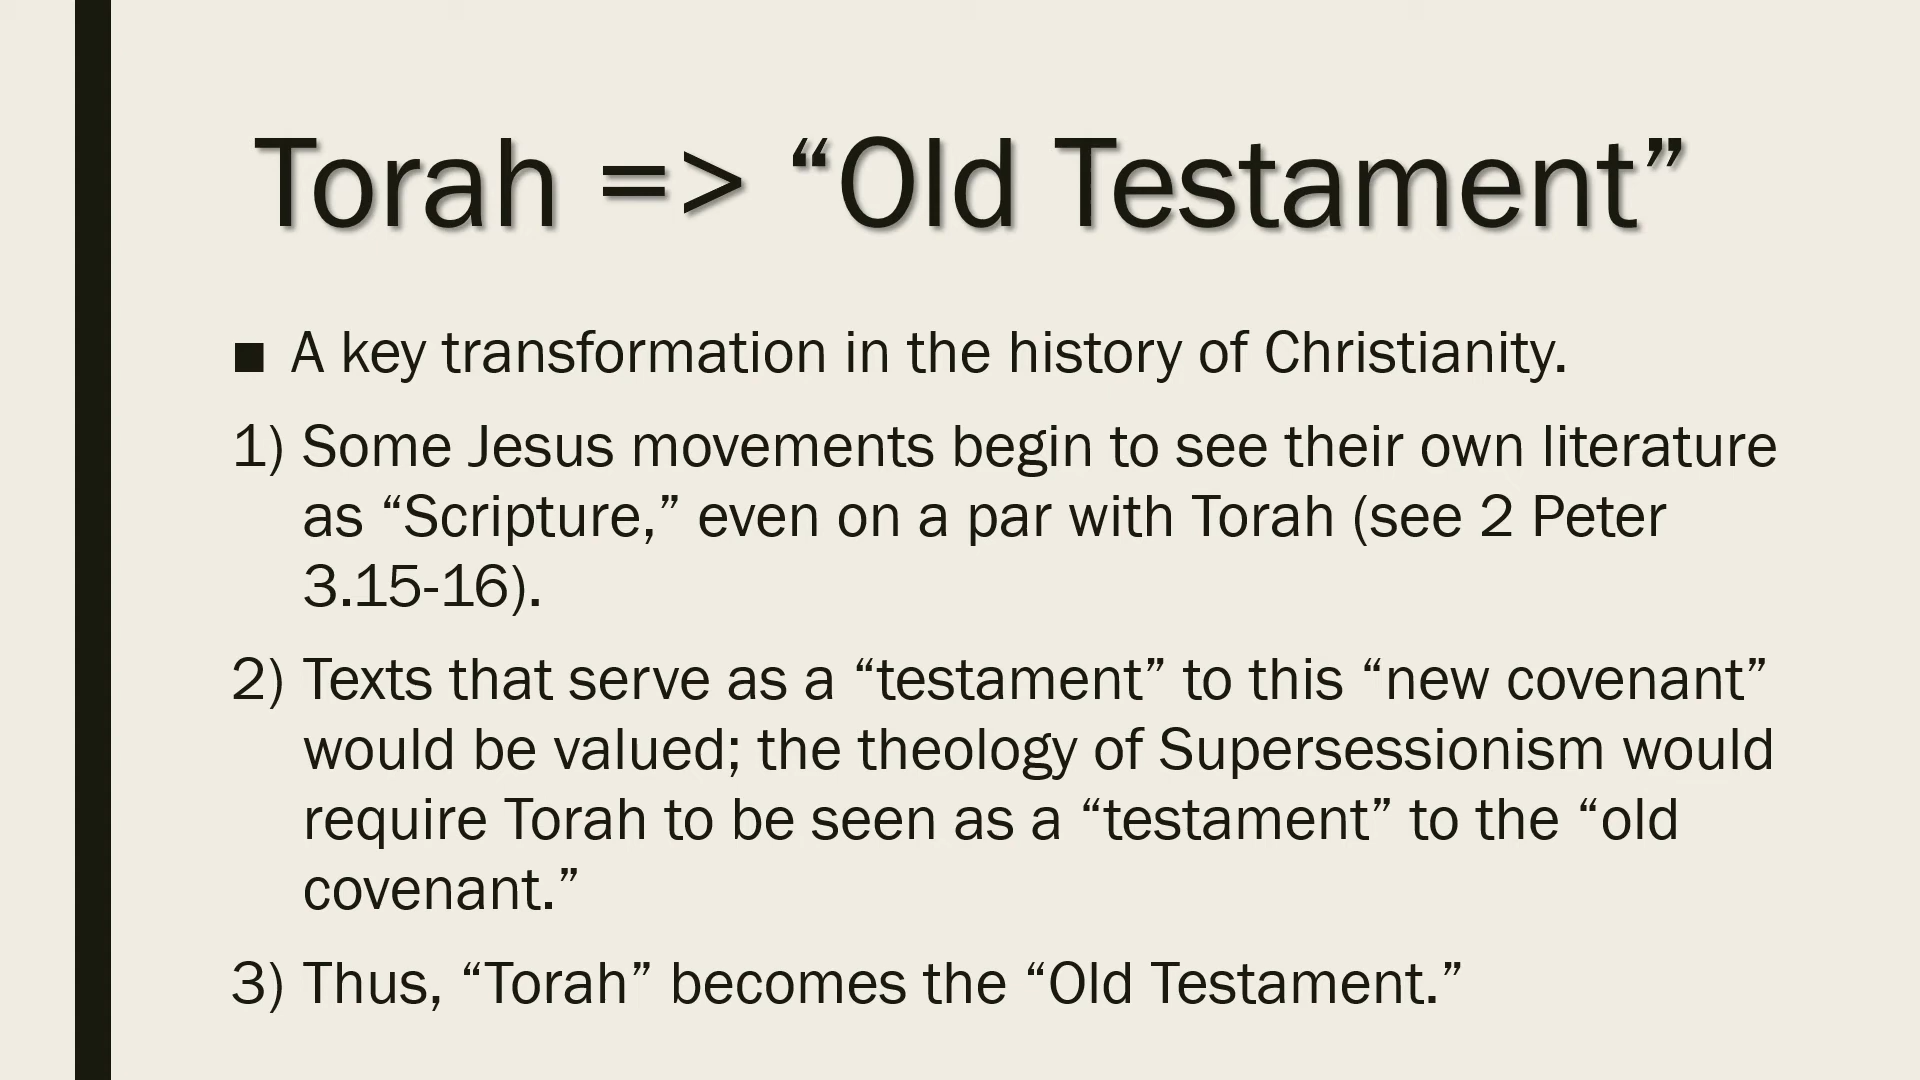 Torah => “Old Testament”
■ A key transformation in the history of Christianity.
1) Some Jesus movements begin to see their own literature
as “Scripture,” even on a par with Torah (see 2 Peter
3.15-16).
2) Texts that serve as a “testament” to this “new covenant”
would be valued; the theology of Supersessionism would
require Torah to be seen as a “testament” to the “old
covenant.”
3) Thus, “Torah” becomes the “Old Testament.”